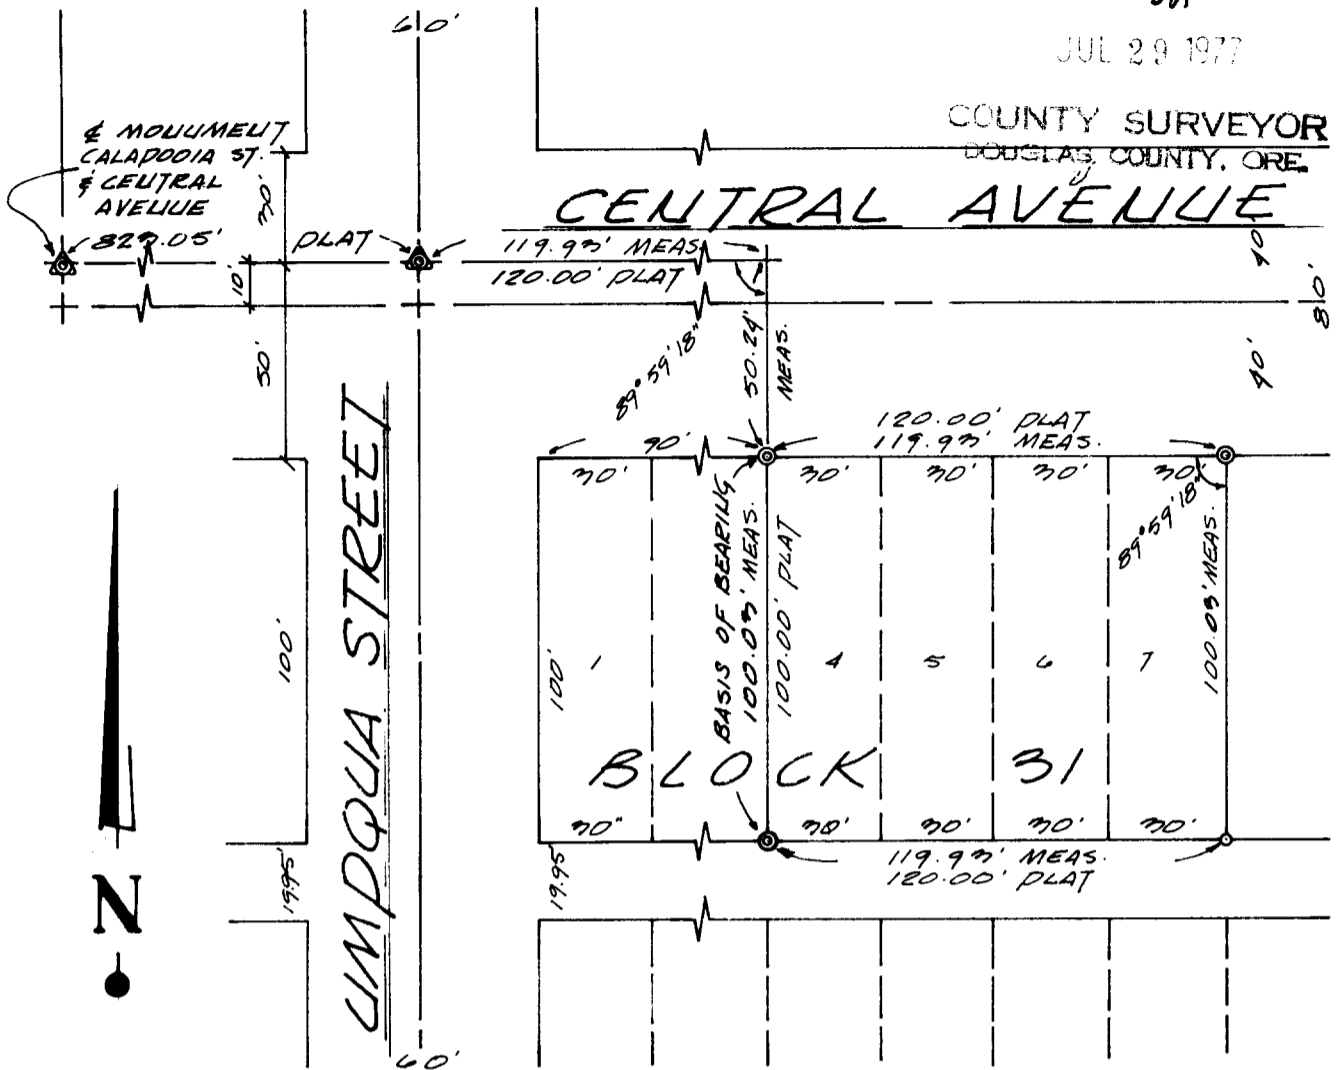 60'
JUL 29 1977
COUNTY SURVEYOR
DOUGLAS COUNTY, ORE.
₵ MONUMENT
CALAPOOIA ST.
₵ CENTRAL
AVENUE
30'
CENTRAL AVENUE
823.05' PLAT
119.93' MEAS.
120.00' PLAT
10'
40'
80'
40'
50'
89°59'18"
50.24'
MEAS.
120.00' PLAT
119.93' MEAS.
90'
30'
30'
30'
30'
30'
89°59'18"
UMPQUA STREET
BASIS OF BEARING
100.03' MEAS.
100.00' PLAT
100.03' MEAS.
100'
100'
1
4
5
6
7
BLOCK 31
30"
30'
30'
30'
30'
119.93' MEAS.
120.00' PLAT
19.95'
19.95'
N
60'